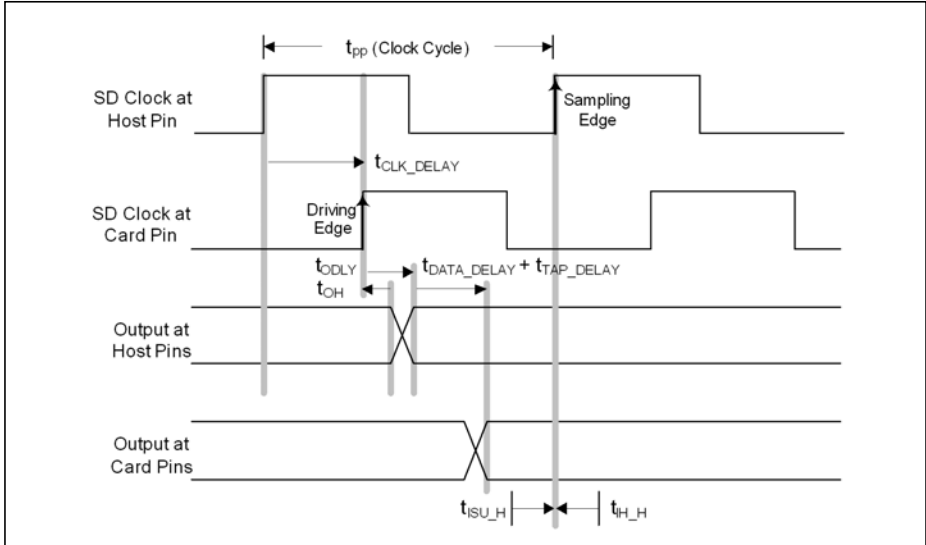 tpp (Clock Cycle)
SD Clock at
Host Pin
Sampling
Edge
tCLK_DELAY
SD Clock at
Card Pin
Driving
Edge
tODLY
tDATA_DELAY + tTAP_DELAY
tOH
Output at
Host Pins
Output at
Card Pins
tISU_H
tIH_H